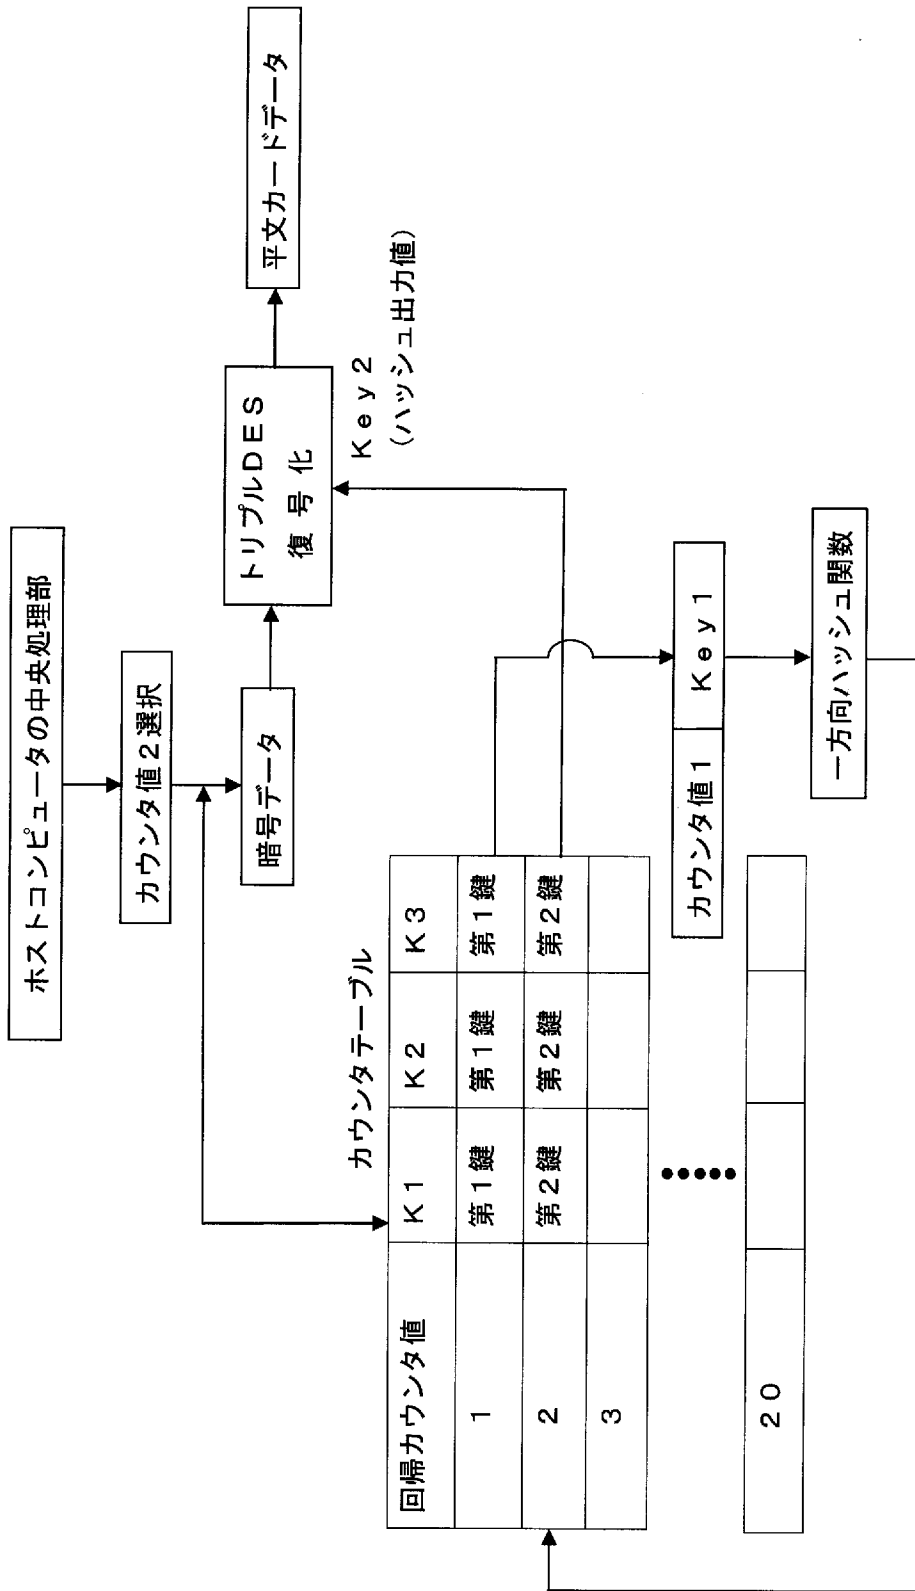 ホストコンピュータの中央処理部
カウンタ値2選択
暗号データ
トリプルDES
復号化
平文カードデータ
Key2
(ハッシュ出力値)
カウンタテーブル
回帰カウンタ値 K1 K2 K3
1 第1鍵 第1鍵 第1鍵
2 第2鍵 第2鍵 第2鍵
3
20
カウンタ値1 Key1
一方向ハッシュ関数